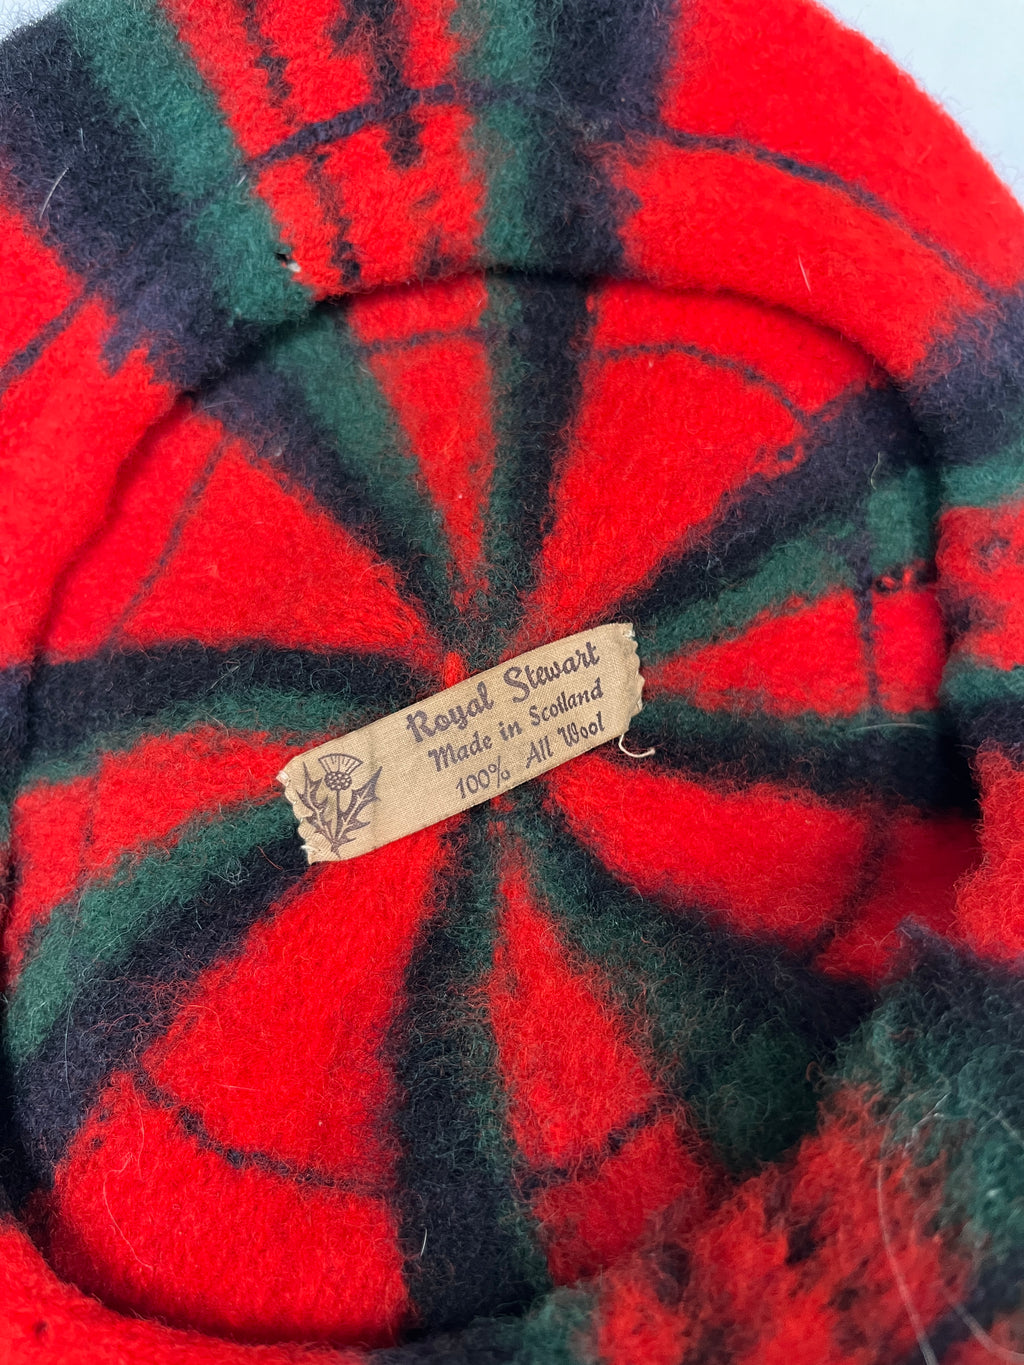 Royal Stewart
Made in Scotland
100% All Wool